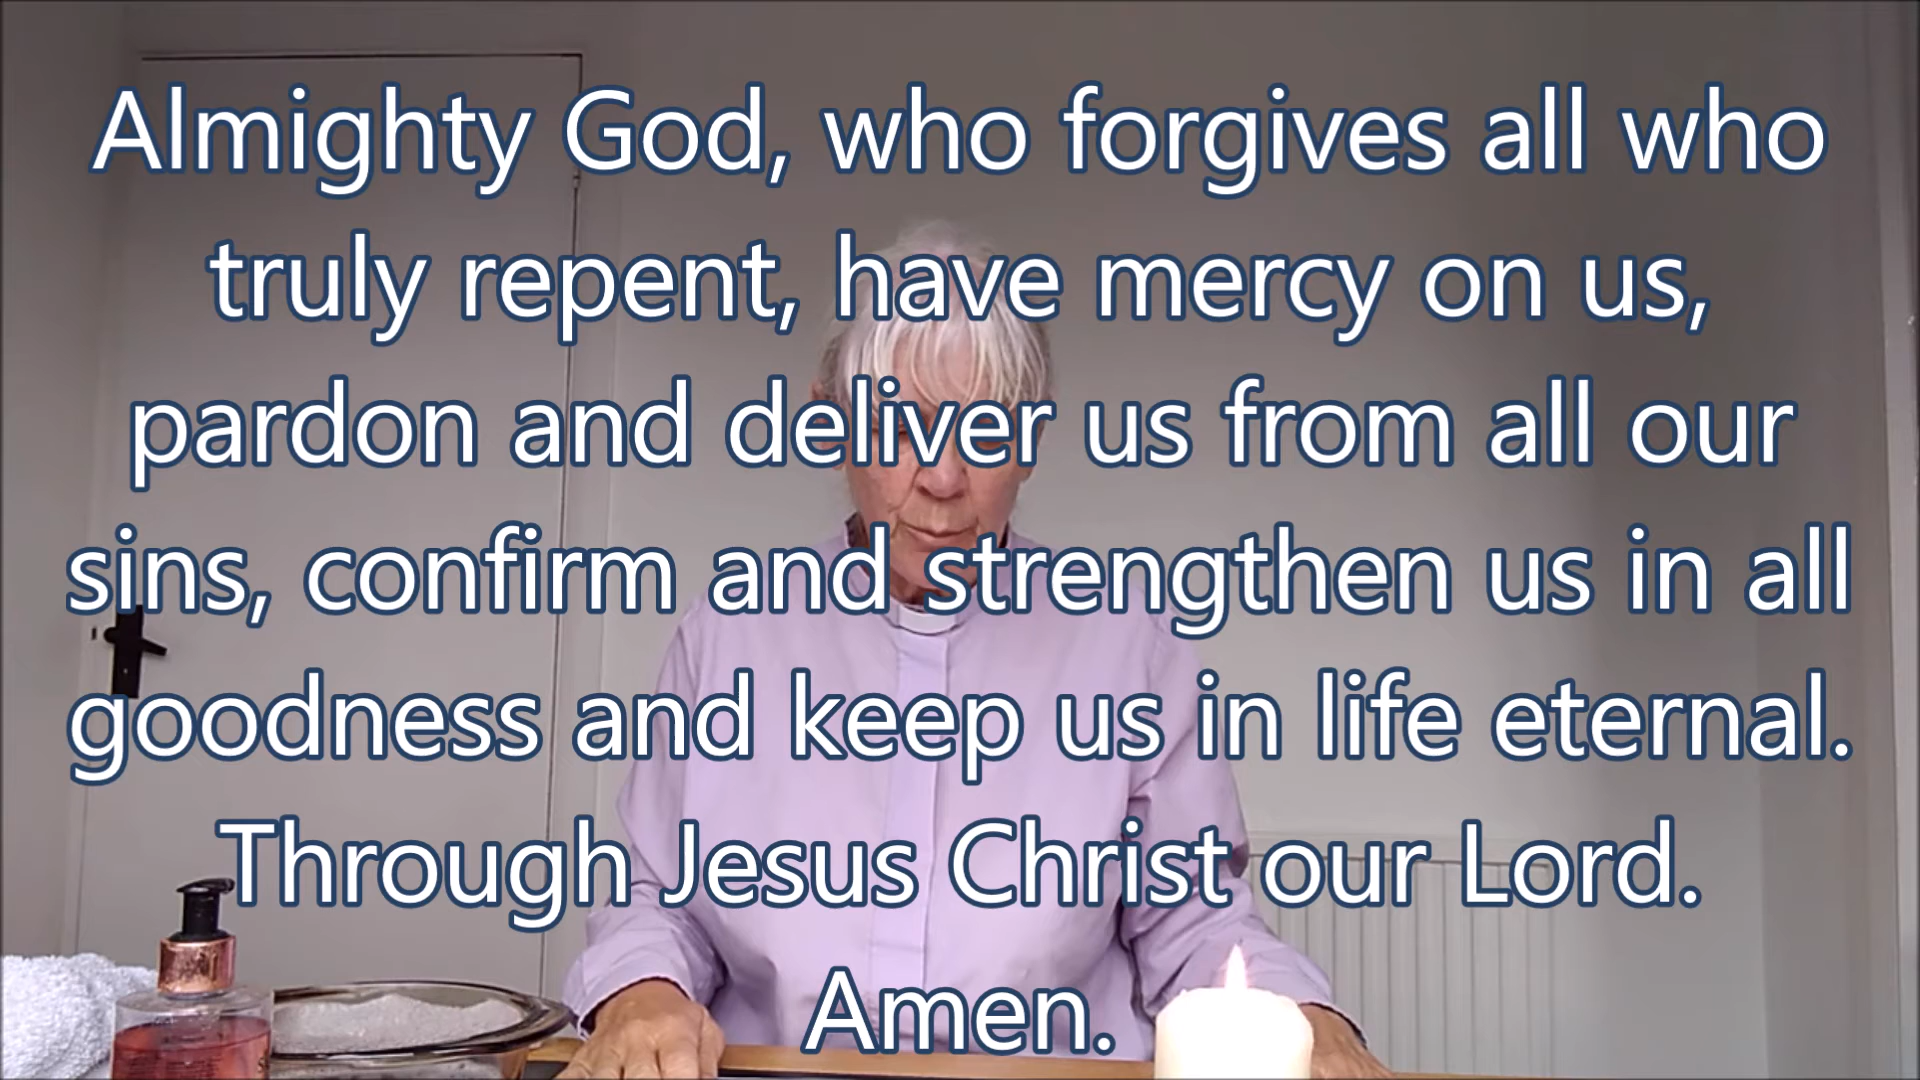 Almighty God, who forgives all who
truly repent, have mercy on us,
pardon and deliver us from all our
sins, confirm and strengthen us in all
goodness and keep us in life eternal.
Through Jesus Christ our Lord.
Amen.